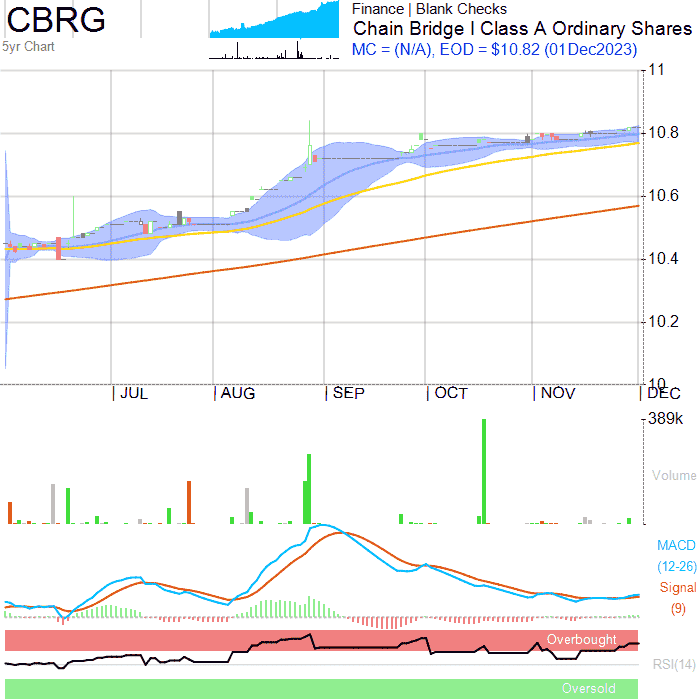 CBRG
5yr Chart
Finance | Blank Checks
Chain Bridge I Class A Ordinary Shares
MC = (N/A), EOD = $10.82 (01Dec2023)
11
10.8
10.6
10.4
10.2
10
JUL AUG SEP OCT NOV DEC
389k
Volume
MACD
(12-26)
Signal
(9)
Overbought
RSI(14)
Oversold